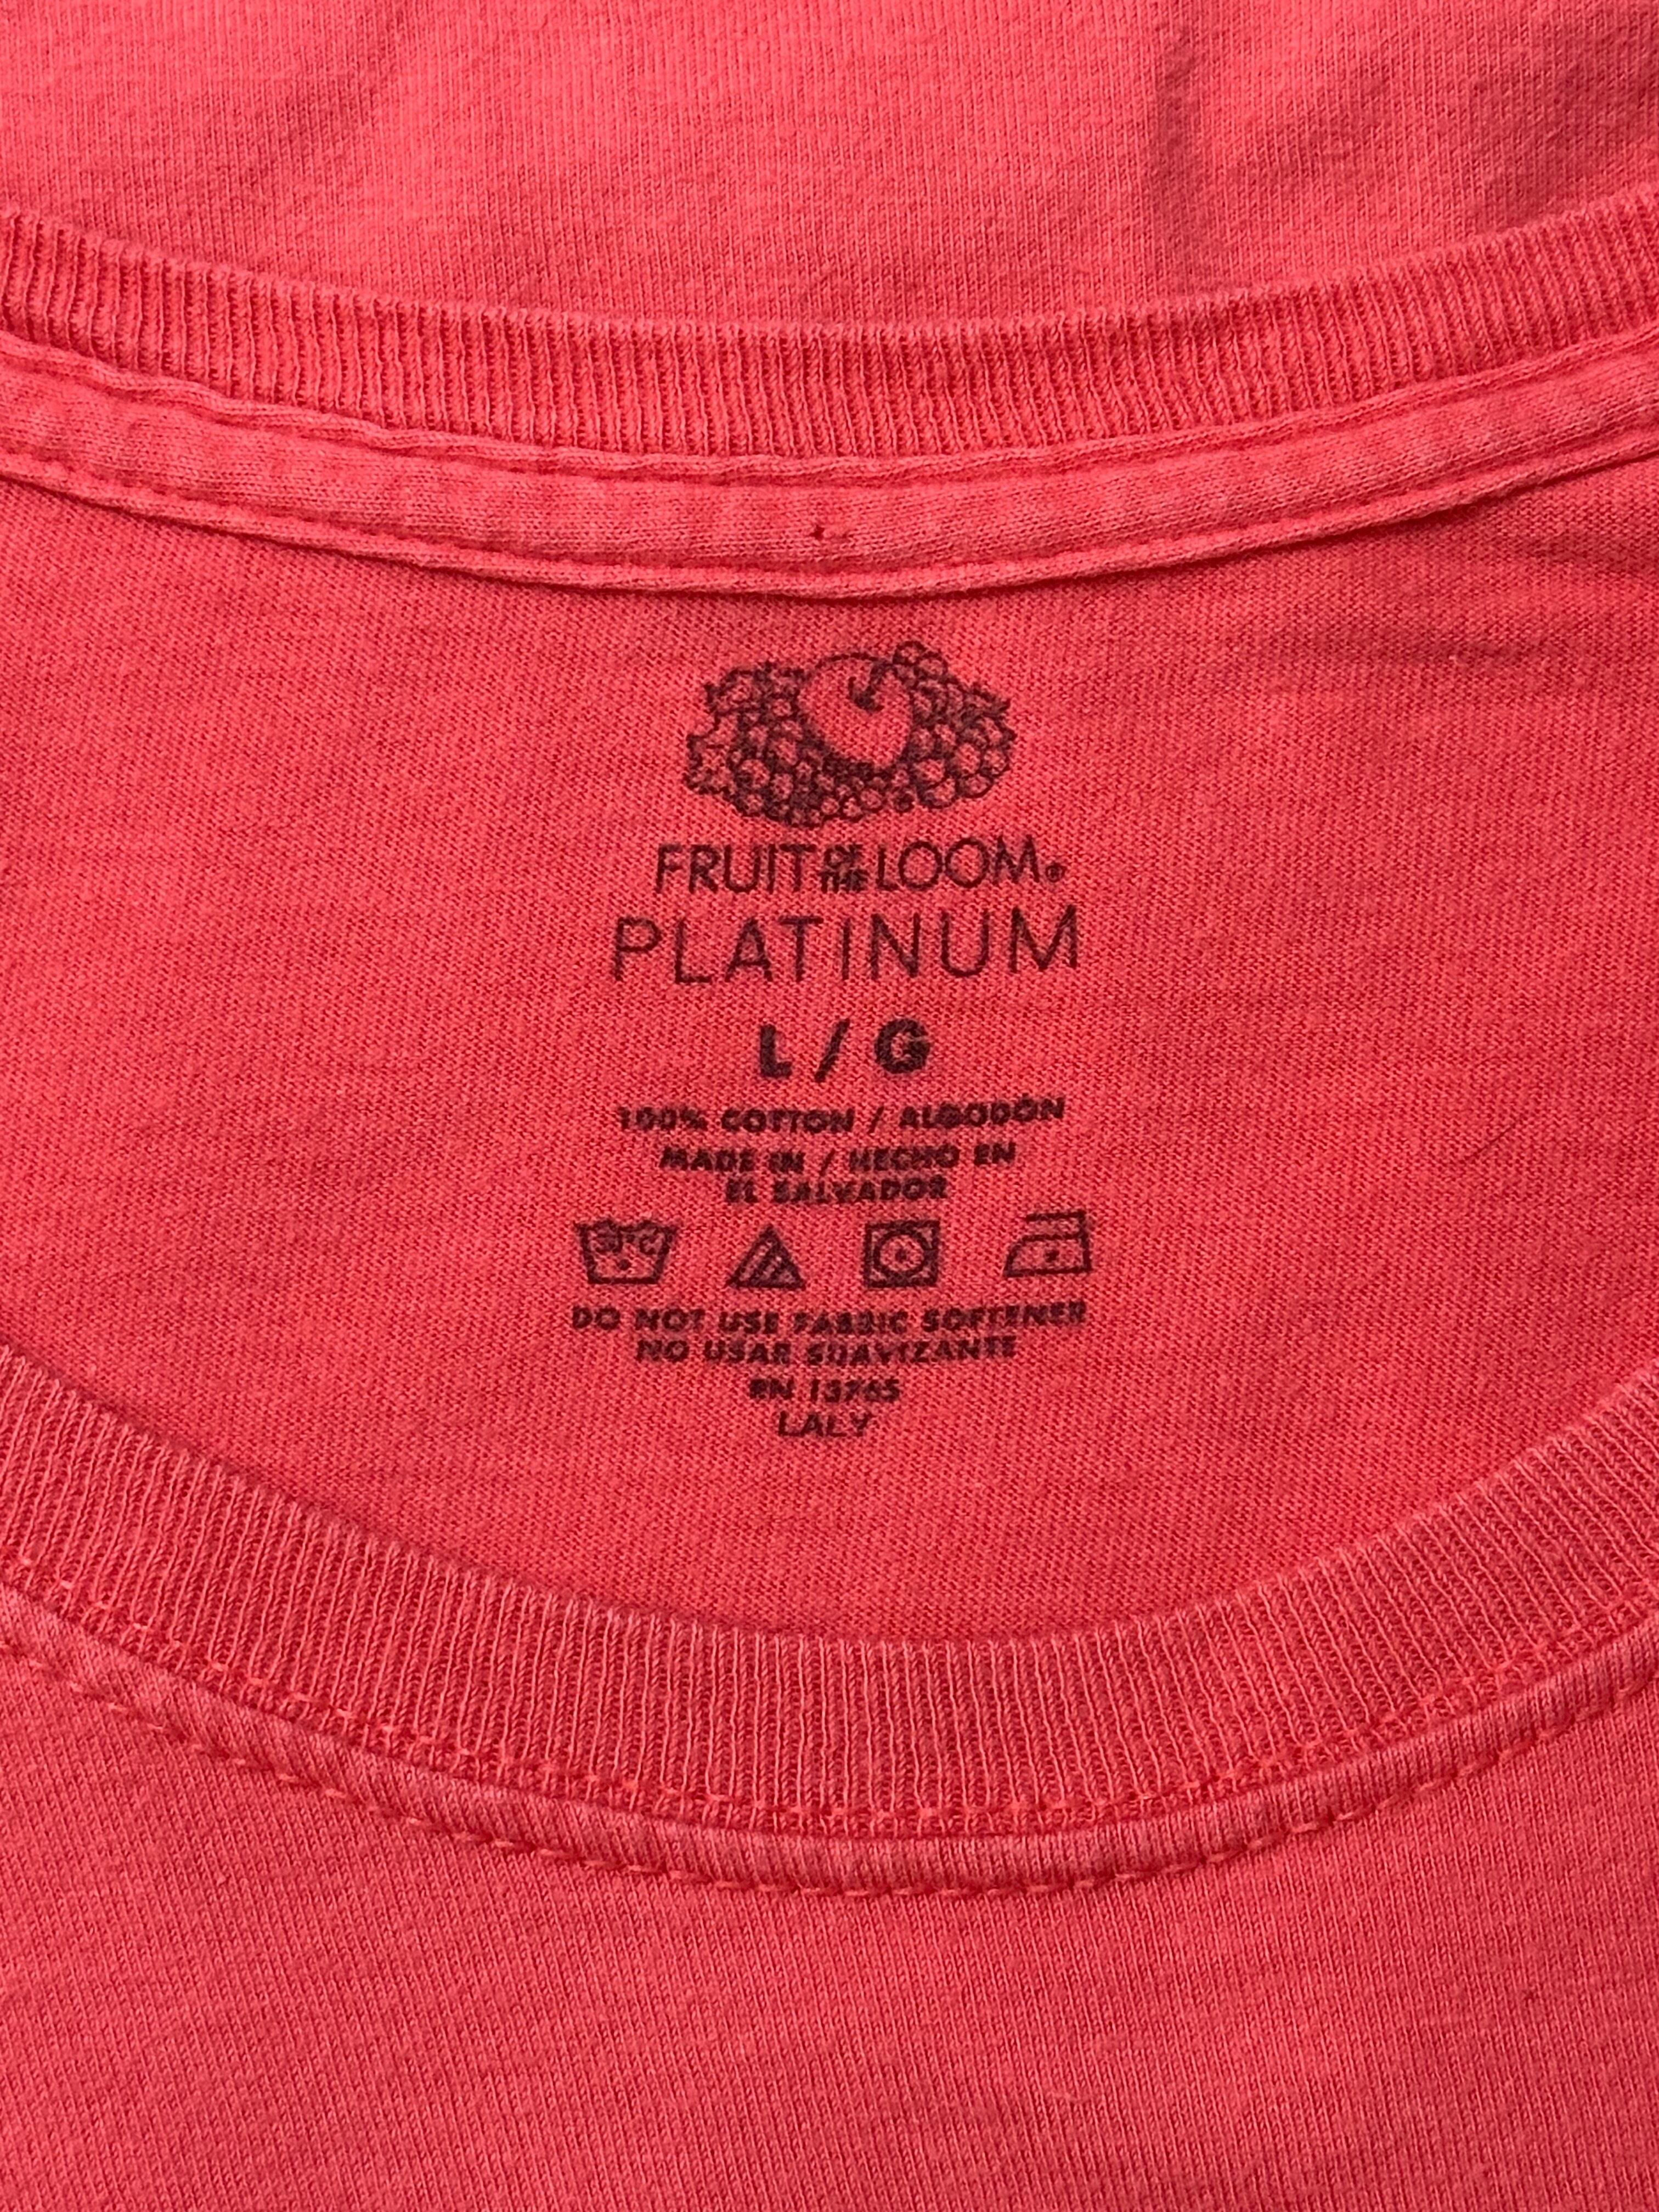 FRUIT OF THE LOOM®
PLATINUM
L / G
100% COTTON / ALGODÓN
MADE IN / HECHO EN
EL SALVADOR
30°C
DO NOT USE FABRIC SOFTENER
NO USAR SUAVIZANTE
RN 13765
LALY